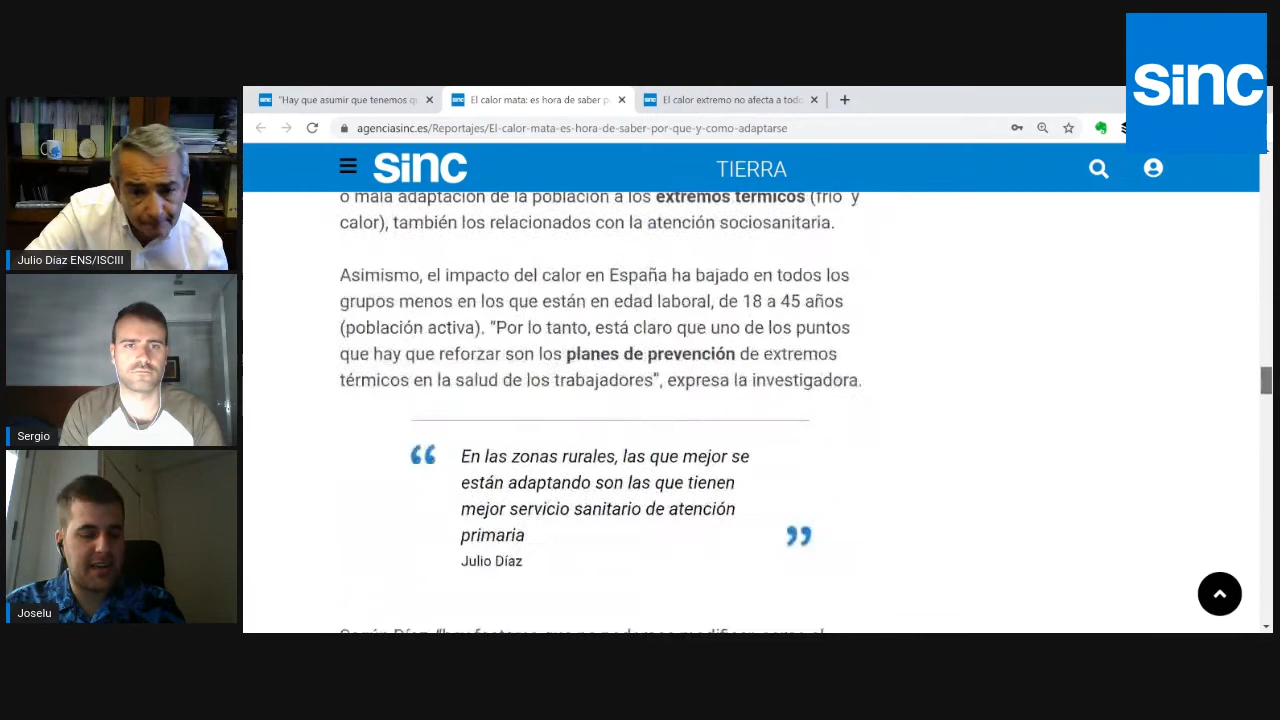 sinc
"Hay que asumir que tenemos q
El calor mata: es hora de saber p
El calor extremo no afecta a todo
agenciasinc.es/Reportajes/El-calor-mata-es-hora-de-saber-por-que-y-como-adaptarse
sinc
TIERRA
o mala adaptación de la población a los extremos térmicos (frío y
calor), también los relacionados con la atención sociosanitaria.
Asimismo, el impacto del calor en España ha bajado en todos los
grupos menos en los que están en edad laboral, de 18 a 45 años
(población activa). "Por lo tanto, está claro que uno de los puntos
que hay que reforzar son los planes de prevención de extremos
térmicos en la salud de los trabajadores", expresa la investigadora.
“ En las zonas rurales, las que mejor se
están adaptando son las que tienen
mejor servicio sanitario de atención
primaria ”
Julio Díaz
Julio Díaz ENS/ISCIII
Sergio
Joselu